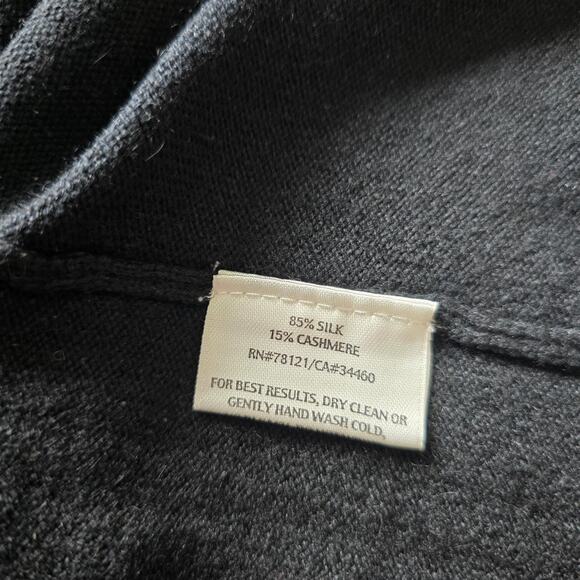 85% SILK
15% CASHMERE
RN#78121/CA#34460
FOR BEST RESULTS, DRY CLEAN OR
GENTLY HAND WASH COLD,